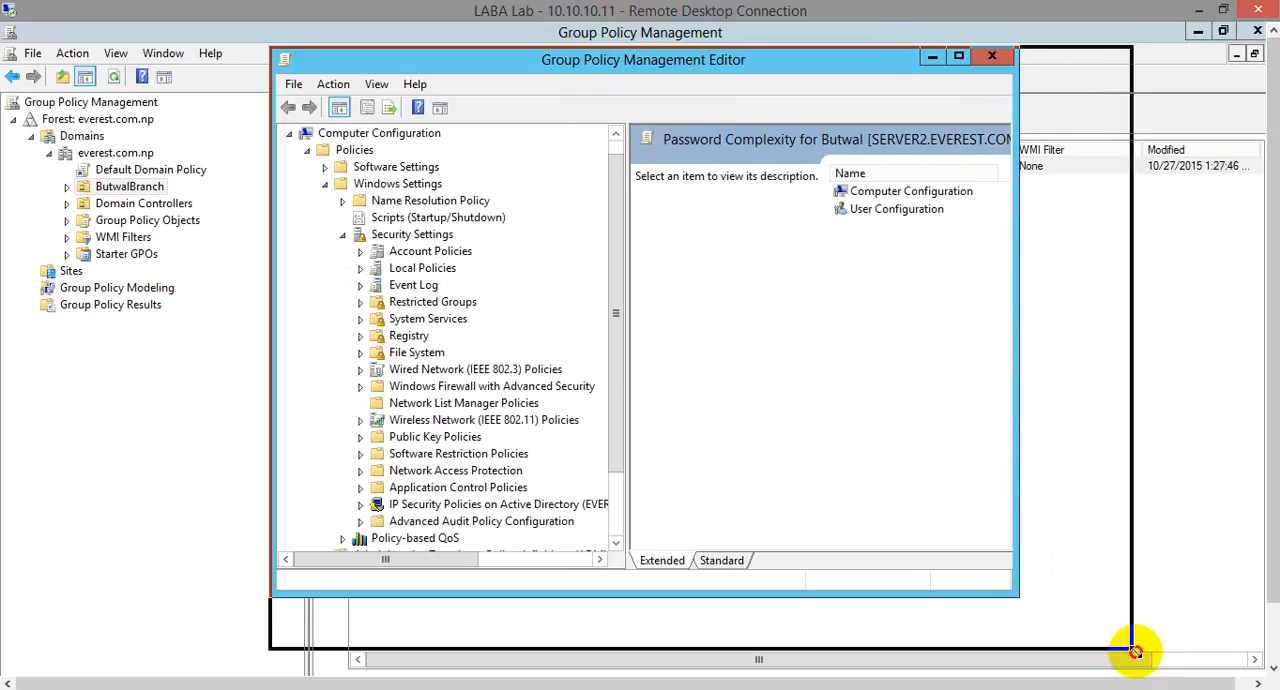 LABA Lab - 10.10.10.11 - Remote Desktop Connection
Group Policy Management
File Action View Window Help
Group Policy Management
Forest: everest.com.np
Domains
everest.com.np
Default Domain Policy
ButwalBranch
Domain Controllers
Group Policy Objects
WMI Filters
Starter GPOs
Sites
Group Policy Modeling
Group Policy Results
Group Policy Management Editor
File Action View Help
Computer Configuration
Policies
Software Settings
Windows Settings
Name Resolution Policy
Scripts (Startup/Shutdown)
Security Settings
Account Policies
Local Policies
Event Log
Restricted Groups
System Services
Registry
File System
Wired Network (IEEE 802.3) Policies
Windows Firewall with Advanced Security
Network List Manager Policies
Wireless Network (IEEE 802.11) Policies
Public Key Policies
Software Restriction Policies
Network Access Protection
Application Control Policies
IP Security Policies on Active Directory (EVER
Advanced Audit Policy Configuration
Policy-based QoS
Password Complexity for Butwal [SERVER2.EVEREST.COM
Select an item to view its description.
Name
Computer Configuration
User Configuration
Extended Standard
WMI Filter Modified
None 10/27/2015 1:27:46 ...